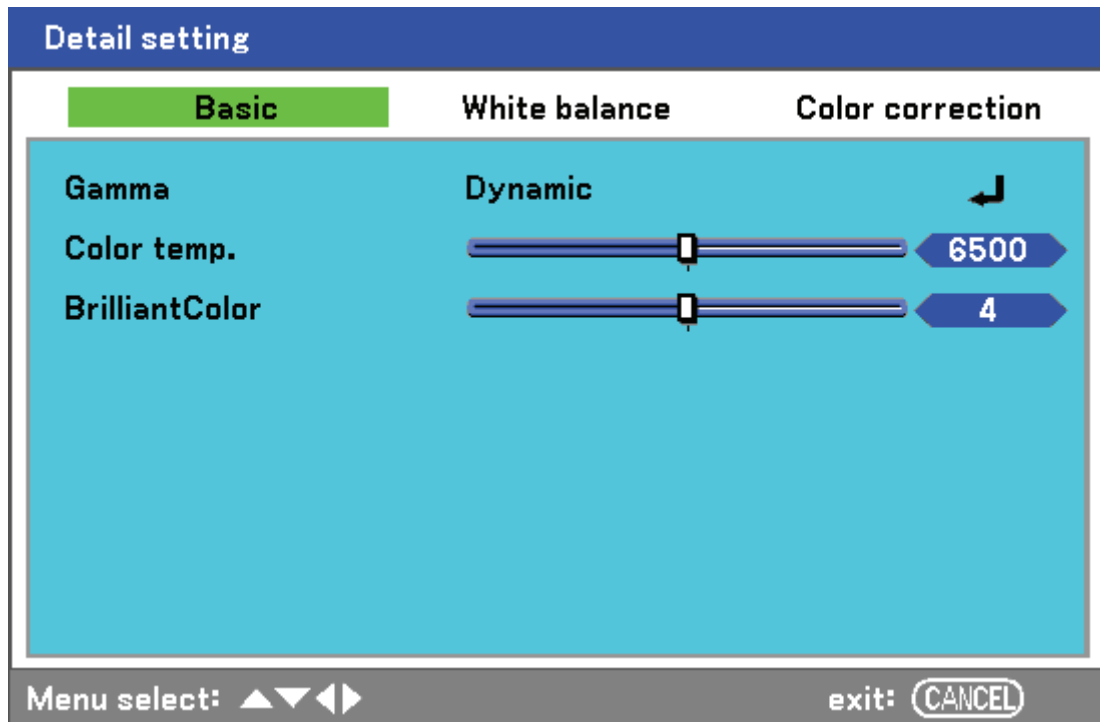 Detail setting
Basic White balance Color correction
Gamma Dynamic
Color temp. 6500
BrilliantColor 4
Menu select: exit: CANCEL